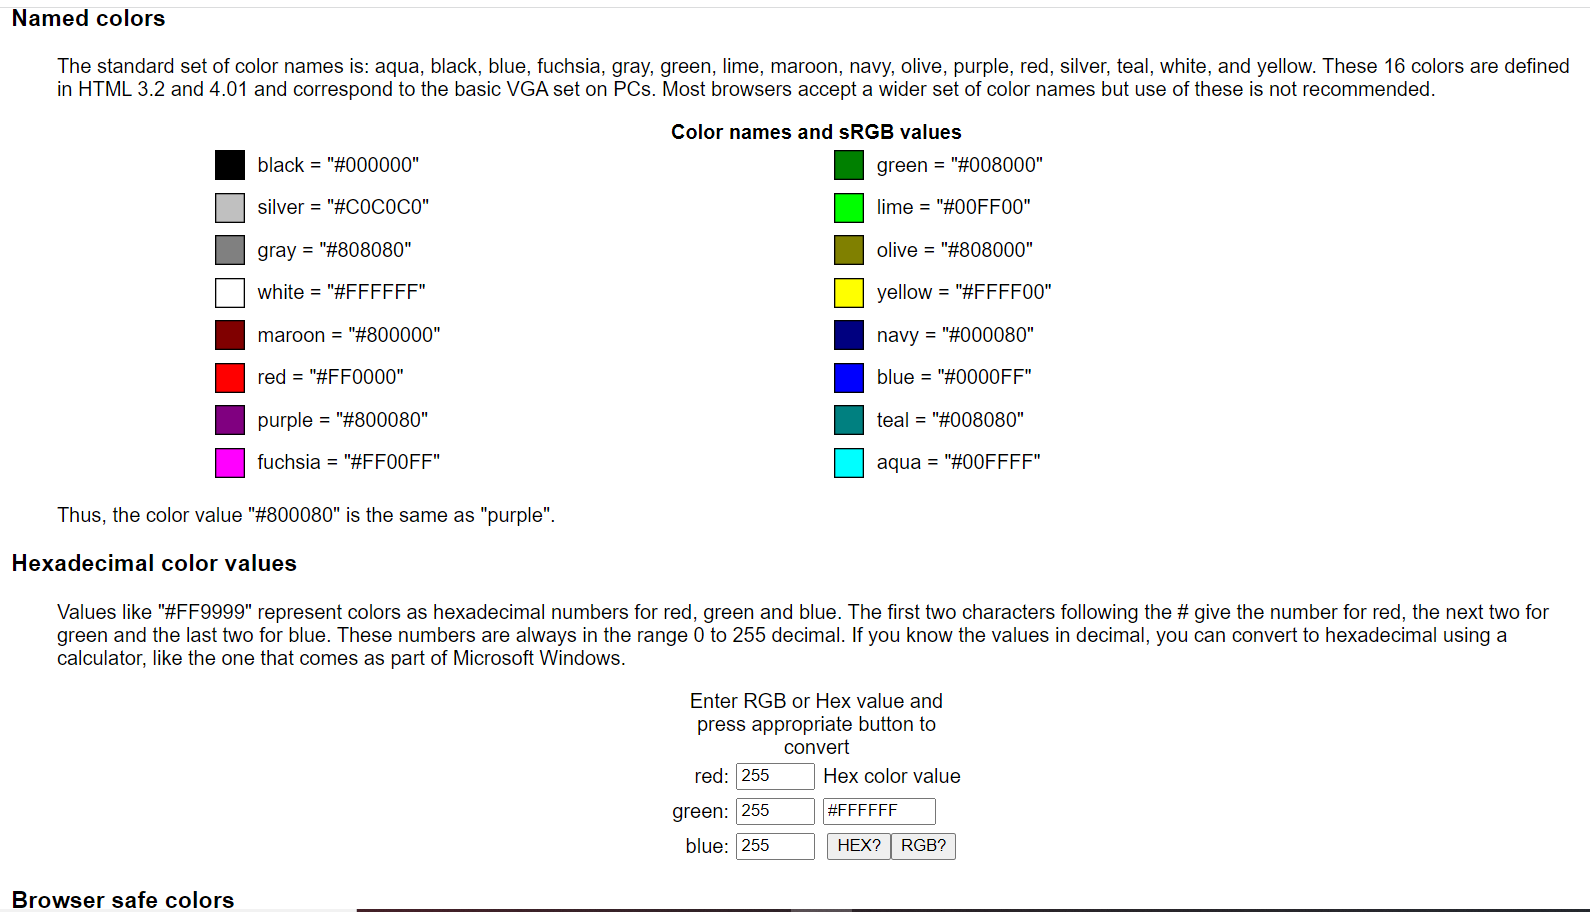 Named colors
The standard set of color names is: aqua, black, blue, fuchsia, gray, green, lime, maroon, navy, olive, purple, red, silver, teal, white, and yellow. These 16 colors are defined
in HTML 3.2 and 4.01 and correspond to the basic VGA set on PCs. Most browsers accept a wider set of color names but use of these is not recommended.
Color names and sRGB values
black = "#000000" green = "#008000"
silver = "#C0C0C0" lime = "#00FF00"
gray = "#808080" olive = "#808000"
white = "#FFFFFF" yellow = "#FFFF00"
maroon = "#800000" navy = "#000080"
red = "#FF0000" blue = "#0000FF"
purple = "#800080" teal = "#008080"
fuchsia = "#FF00FF" aqua = "#00FFFF"
Thus, the color value "#800080" is the same as "purple".
Hexadecimal color values
Values like "#FF9999" represent colors as hexadecimal numbers for red, green and blue. The first two characters following the # give the number for red, the next two for
green and the last two for blue. These numbers are always in the range 0 to 255 decimal. If you know the values in decimal, you can convert to hexadecimal using a
calculator, like the one that comes as part of Microsoft Windows.
Enter RGB or Hex value and
press appropriate button to
convert
red: 255 Hex color value
green: 255 #FFFFFF
blue: 255 HEX? RGB?
Browser safe colors